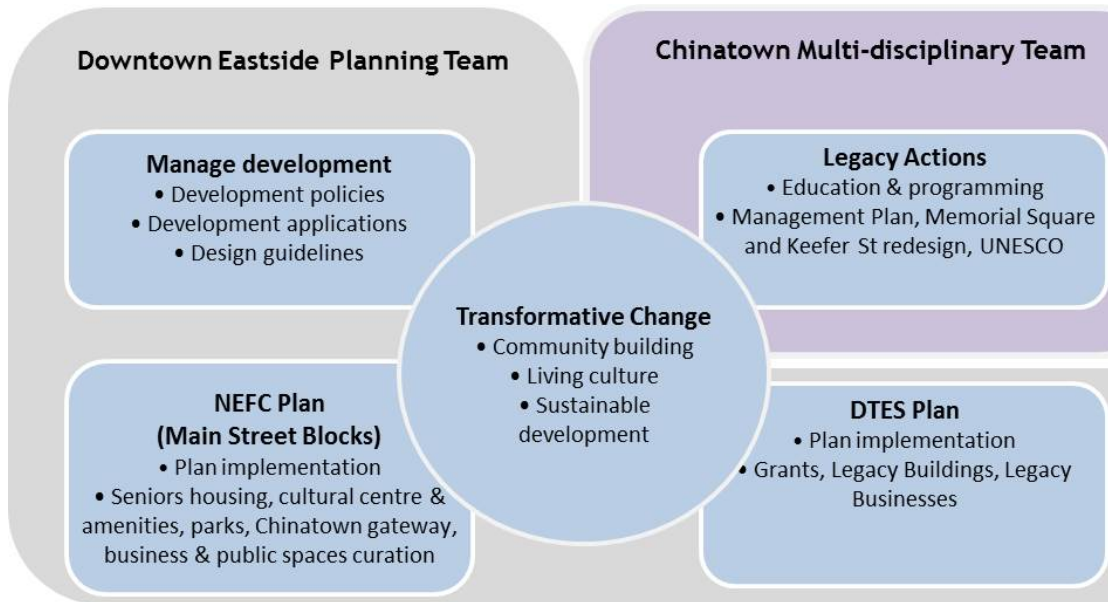 Downtown Eastside Planning Team
Chinatown Multi-disciplinary Team
Manage development
• Development policies
• Development applications
• Design guidelines
Legacy Actions
• Education & programming
• Management Plan, Memorial Square
and Keefer St redesign, UNESCO
Transformative Change
• Community building
• Living culture
• Sustainable
development
NEFC Plan
(Main Street Blocks)
• Plan implementation
• Seniors housing, cultural centre &
amenities, parks, Chinatown gateway,
business & public spaces curation
DTES Plan
• Plan implementation
• Grants, Legacy Buildings, Legacy
Businesses